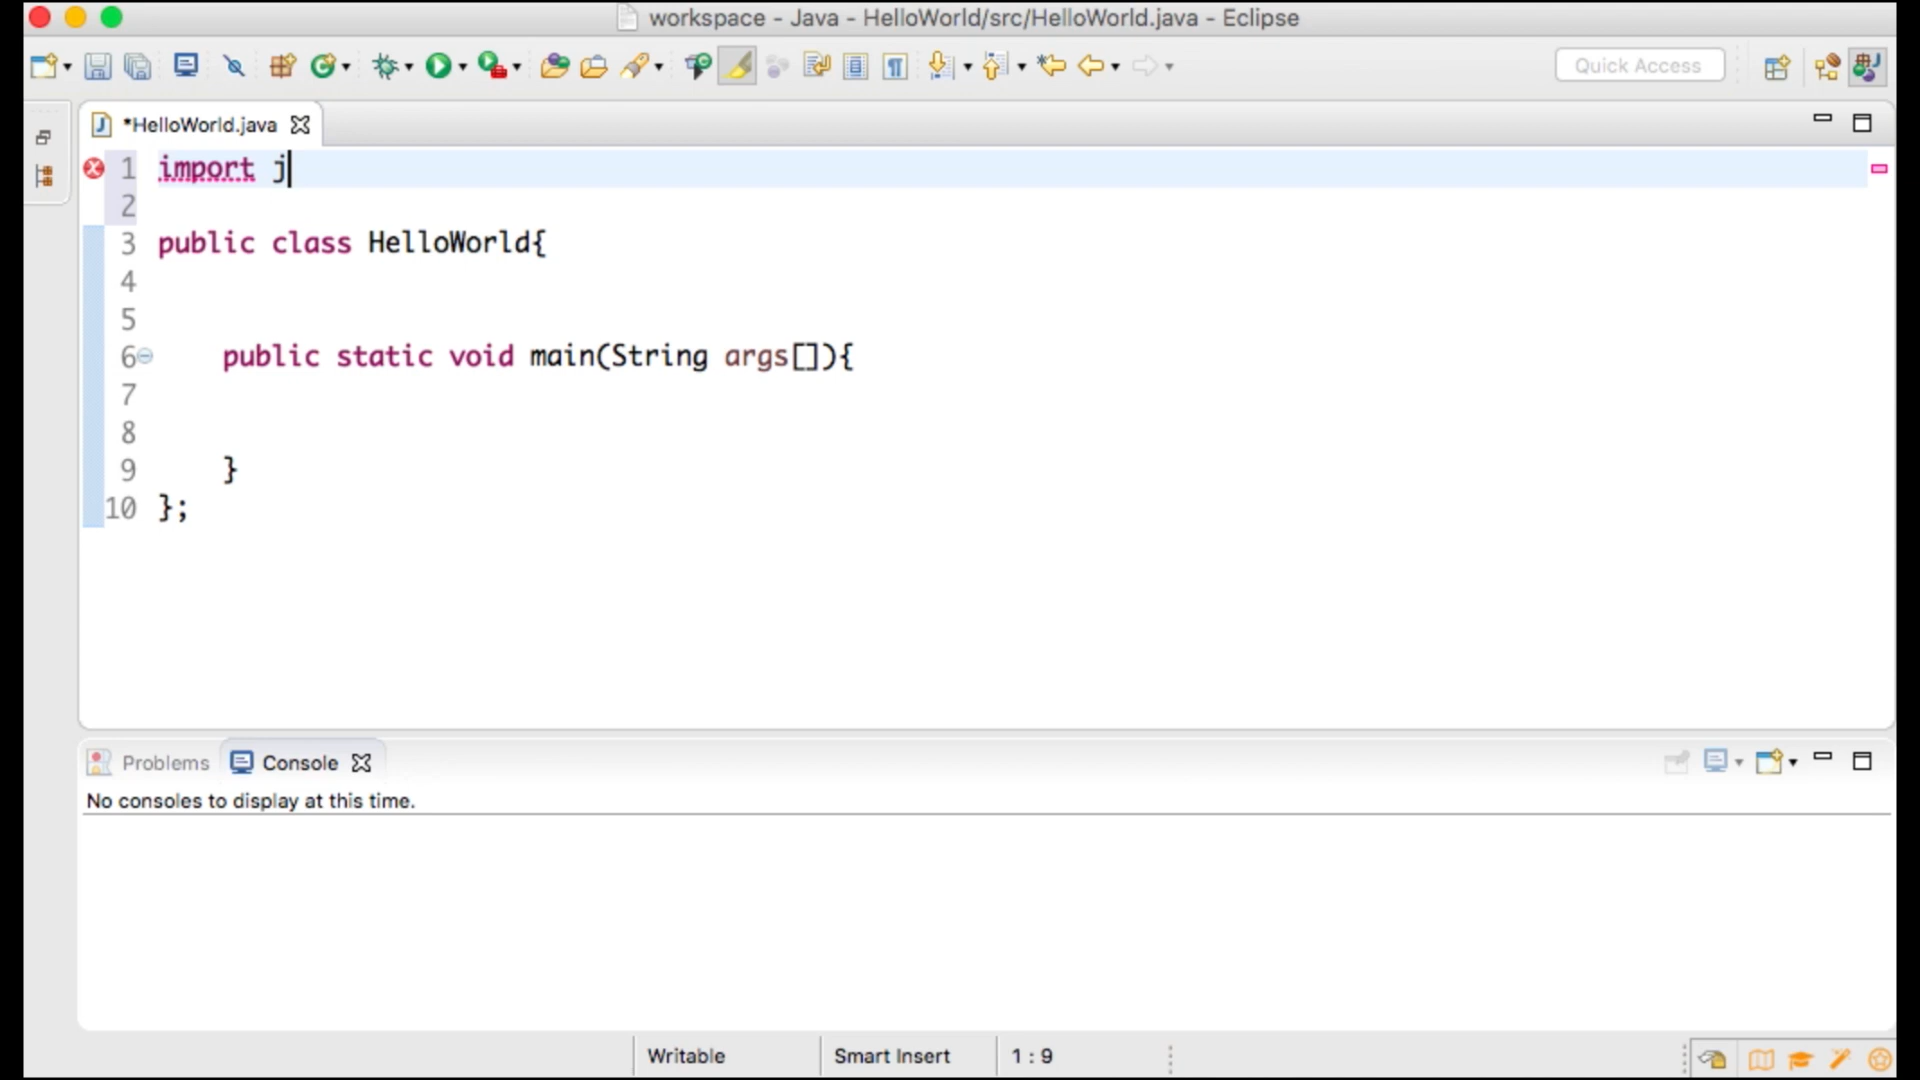 workspace - Java - HelloWorld/src/HelloWorld.java - Eclipse
Quick Access
*HelloWorld.java
1 import j
2
3 public class HelloWorld{
4
5
6 public static void main(String args[]){
7
8
9 }
10 };
Problems Console
No consoles to display at this time.
Writable Smart Insert 1 : 9